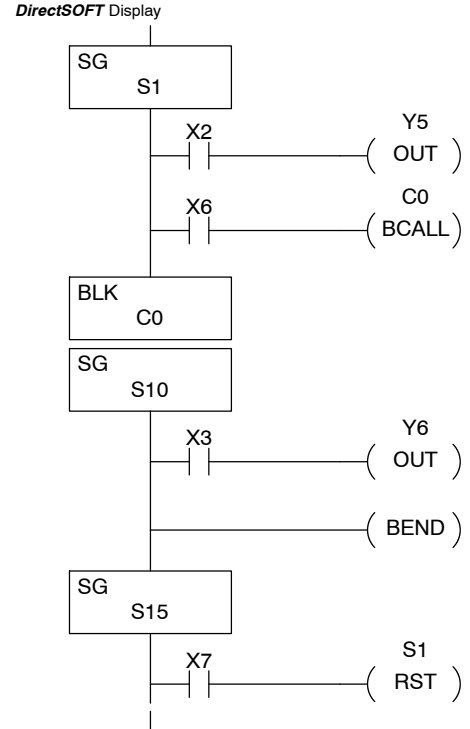 DirectSOFT Display
SG
S1
X2
Y5
OUT
X6
C0
BCALL
BLK
C0
SG
S10
X3
Y6
OUT
BEND
SG
S15
X7
S1
RST